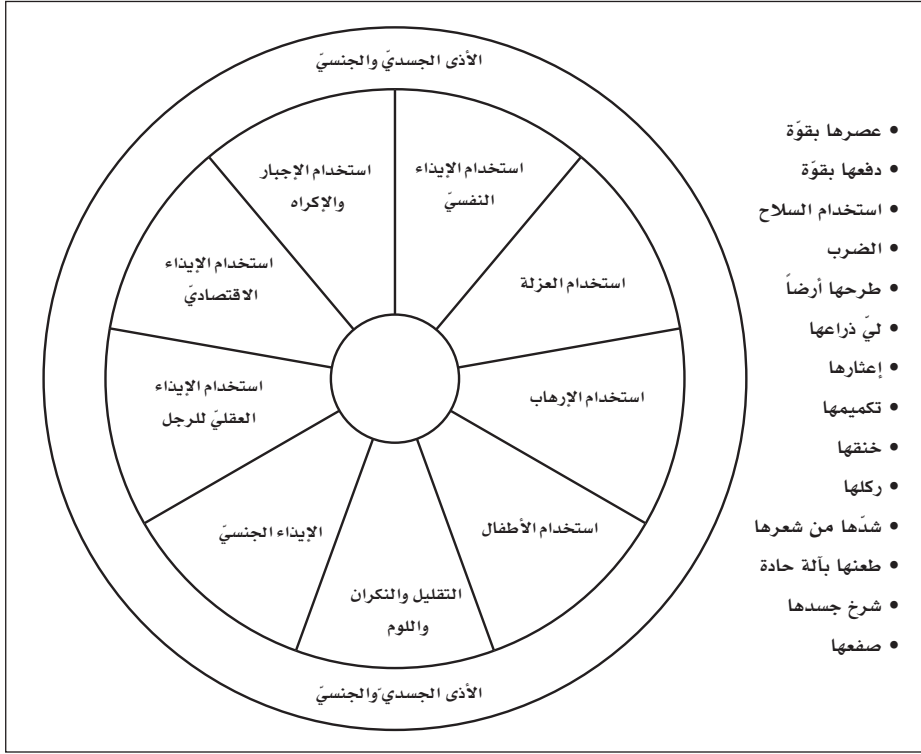 الأذى الجسديّ والجنسيّ
استخدام الإيذاء
النفسيّ
استخدام العزلة
استخدام الإرهاب
استخدام الأطفال
التقليل والنكران
واللوم
الإيذاء الجنسيّ
استخدام الإيذاء
العقليّ للرجل
استخدام الإيذاء
الاقتصاديّ
استخدام الإجبار
والإكراه
الأذى الجسديّ والجنسيّ
• عصرها بقوّة
• دفعها بقوّة
• استخدام السلاح
• الضرب
• طرحها أرضاً
• ليّ ذراعها
• إعثارها
• تكميمها
• خنقها
• ركلها
• شدّها من شعرها
• طعنها بآلة حادة
• شرخ جسدها
• صفعها